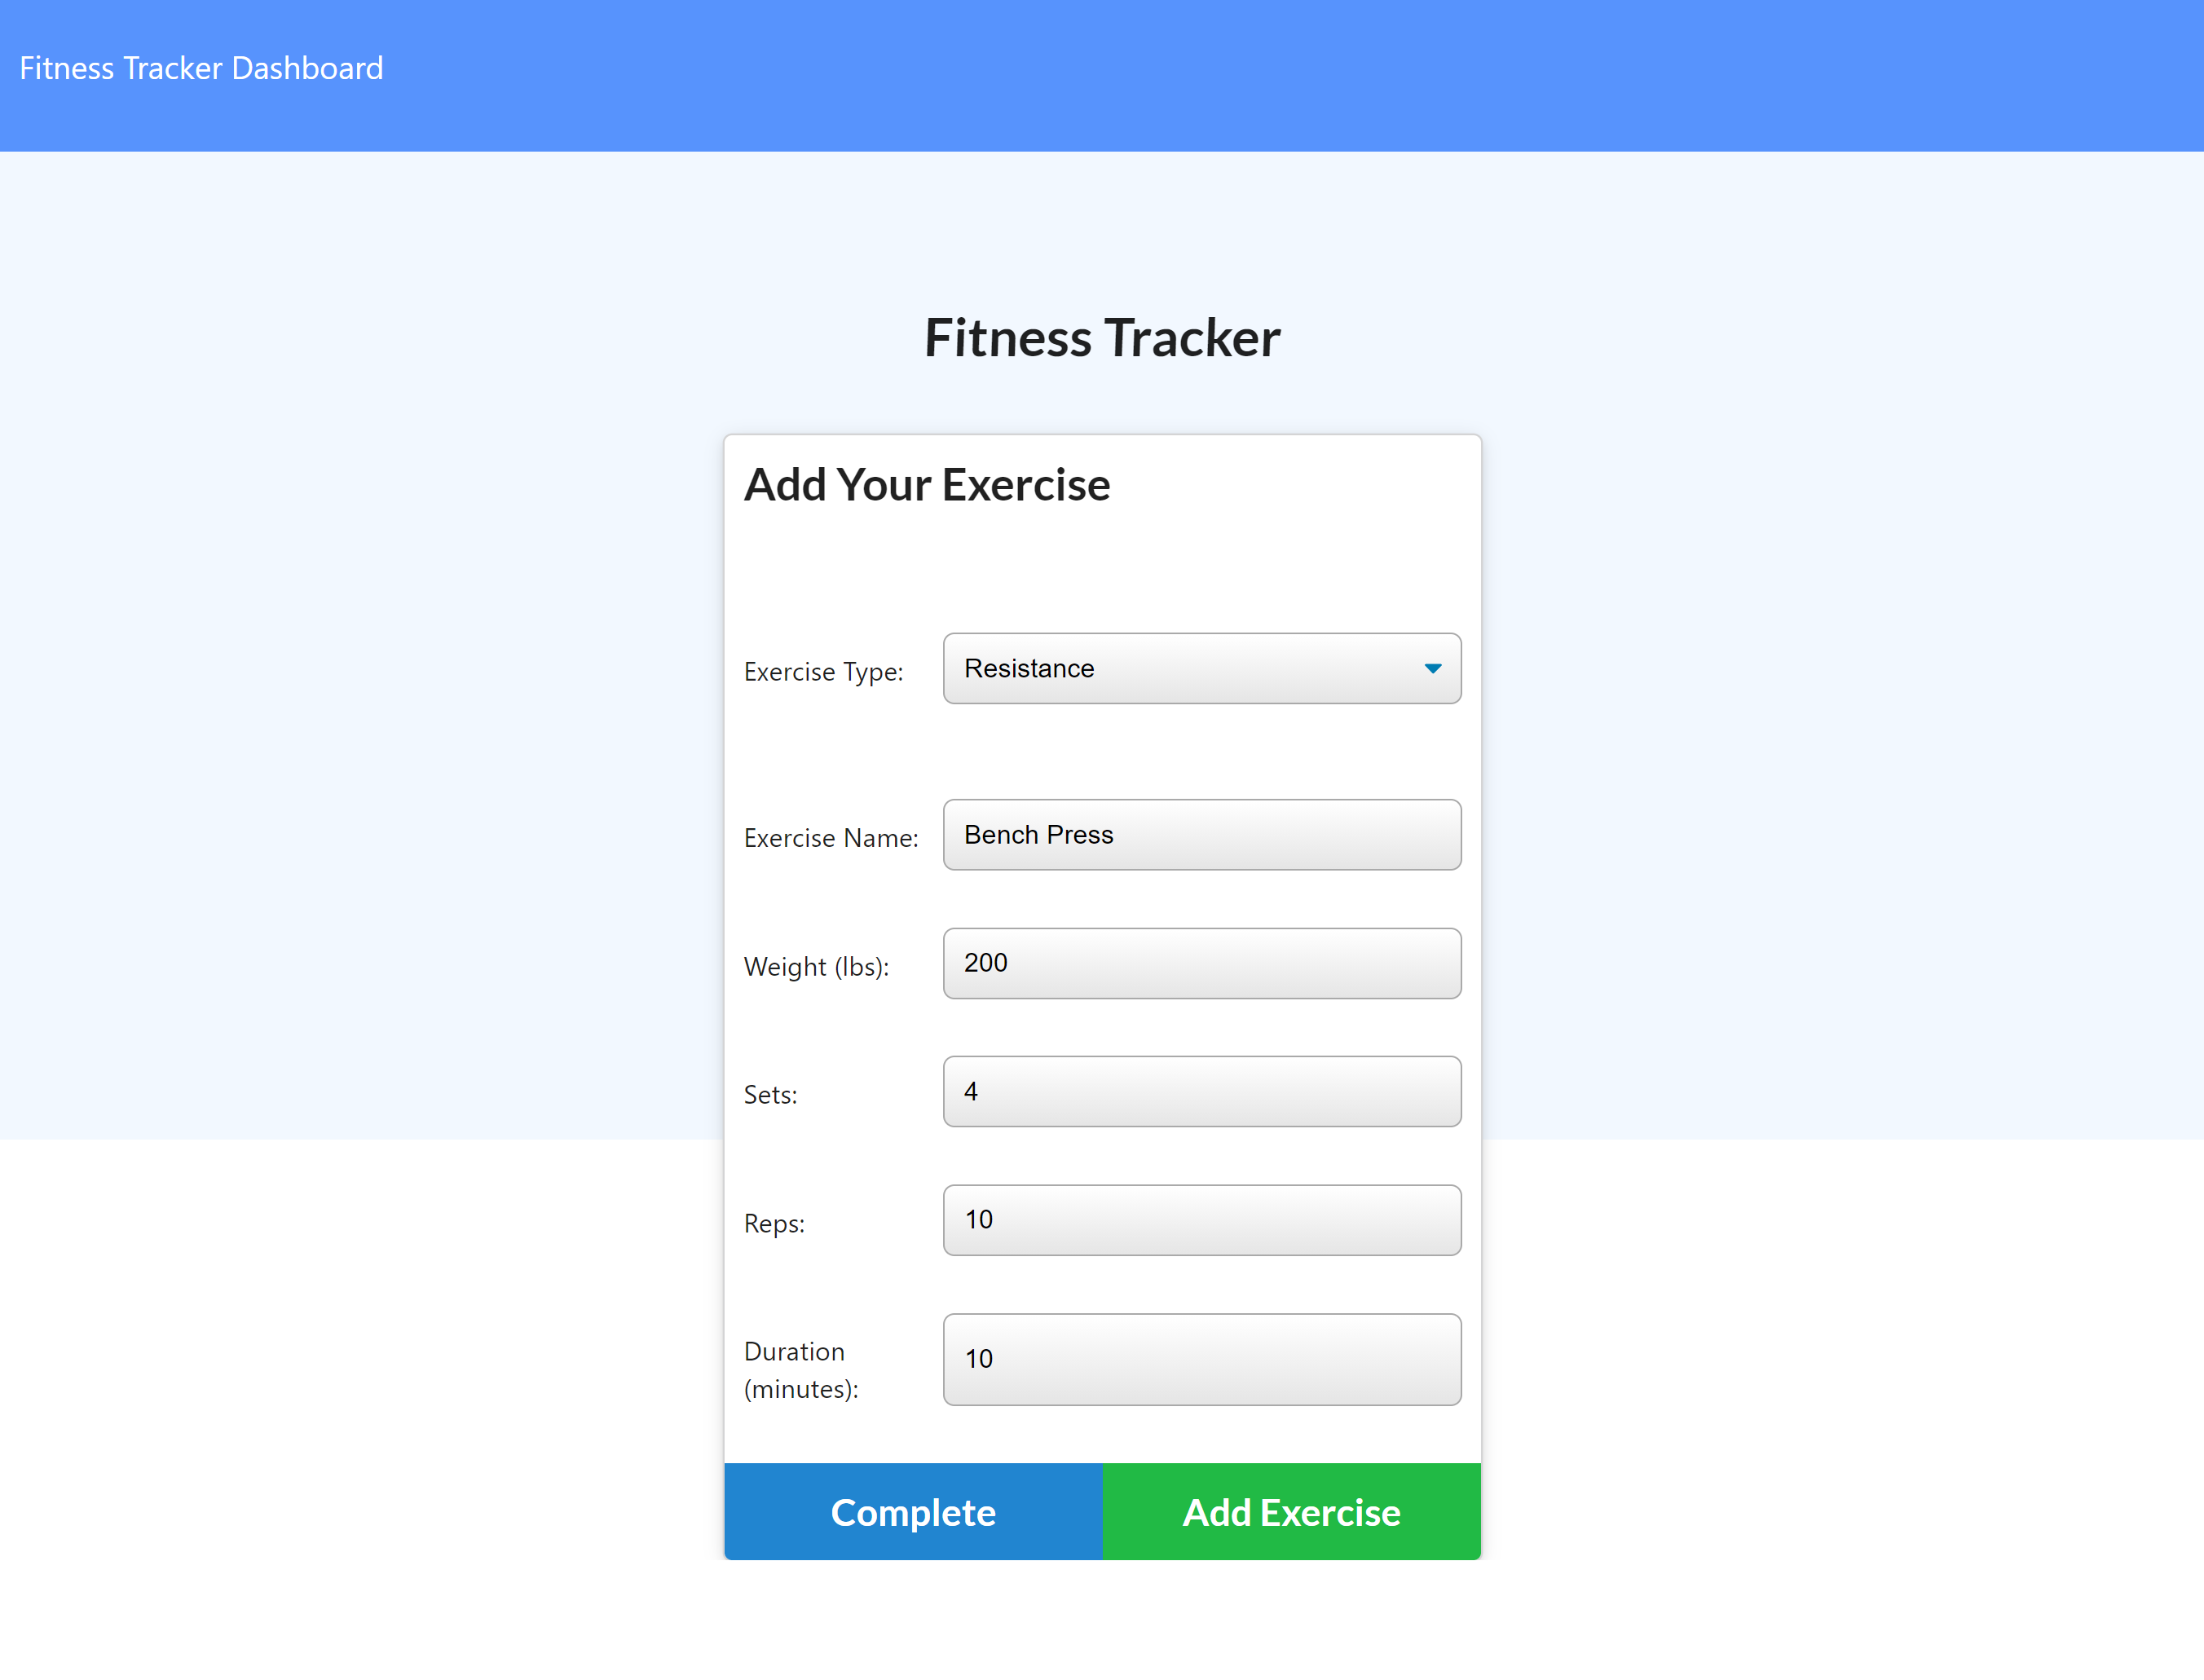 Fitness Tracker Dashboard
Fitness Tracker
Add Your Exercise
Exercise Type: Resistance
Exercise Name: Bench Press
Weight (lbs): 200
Sets: 4
Reps: 10
Duration (minutes): 10
Complete Add Exercise